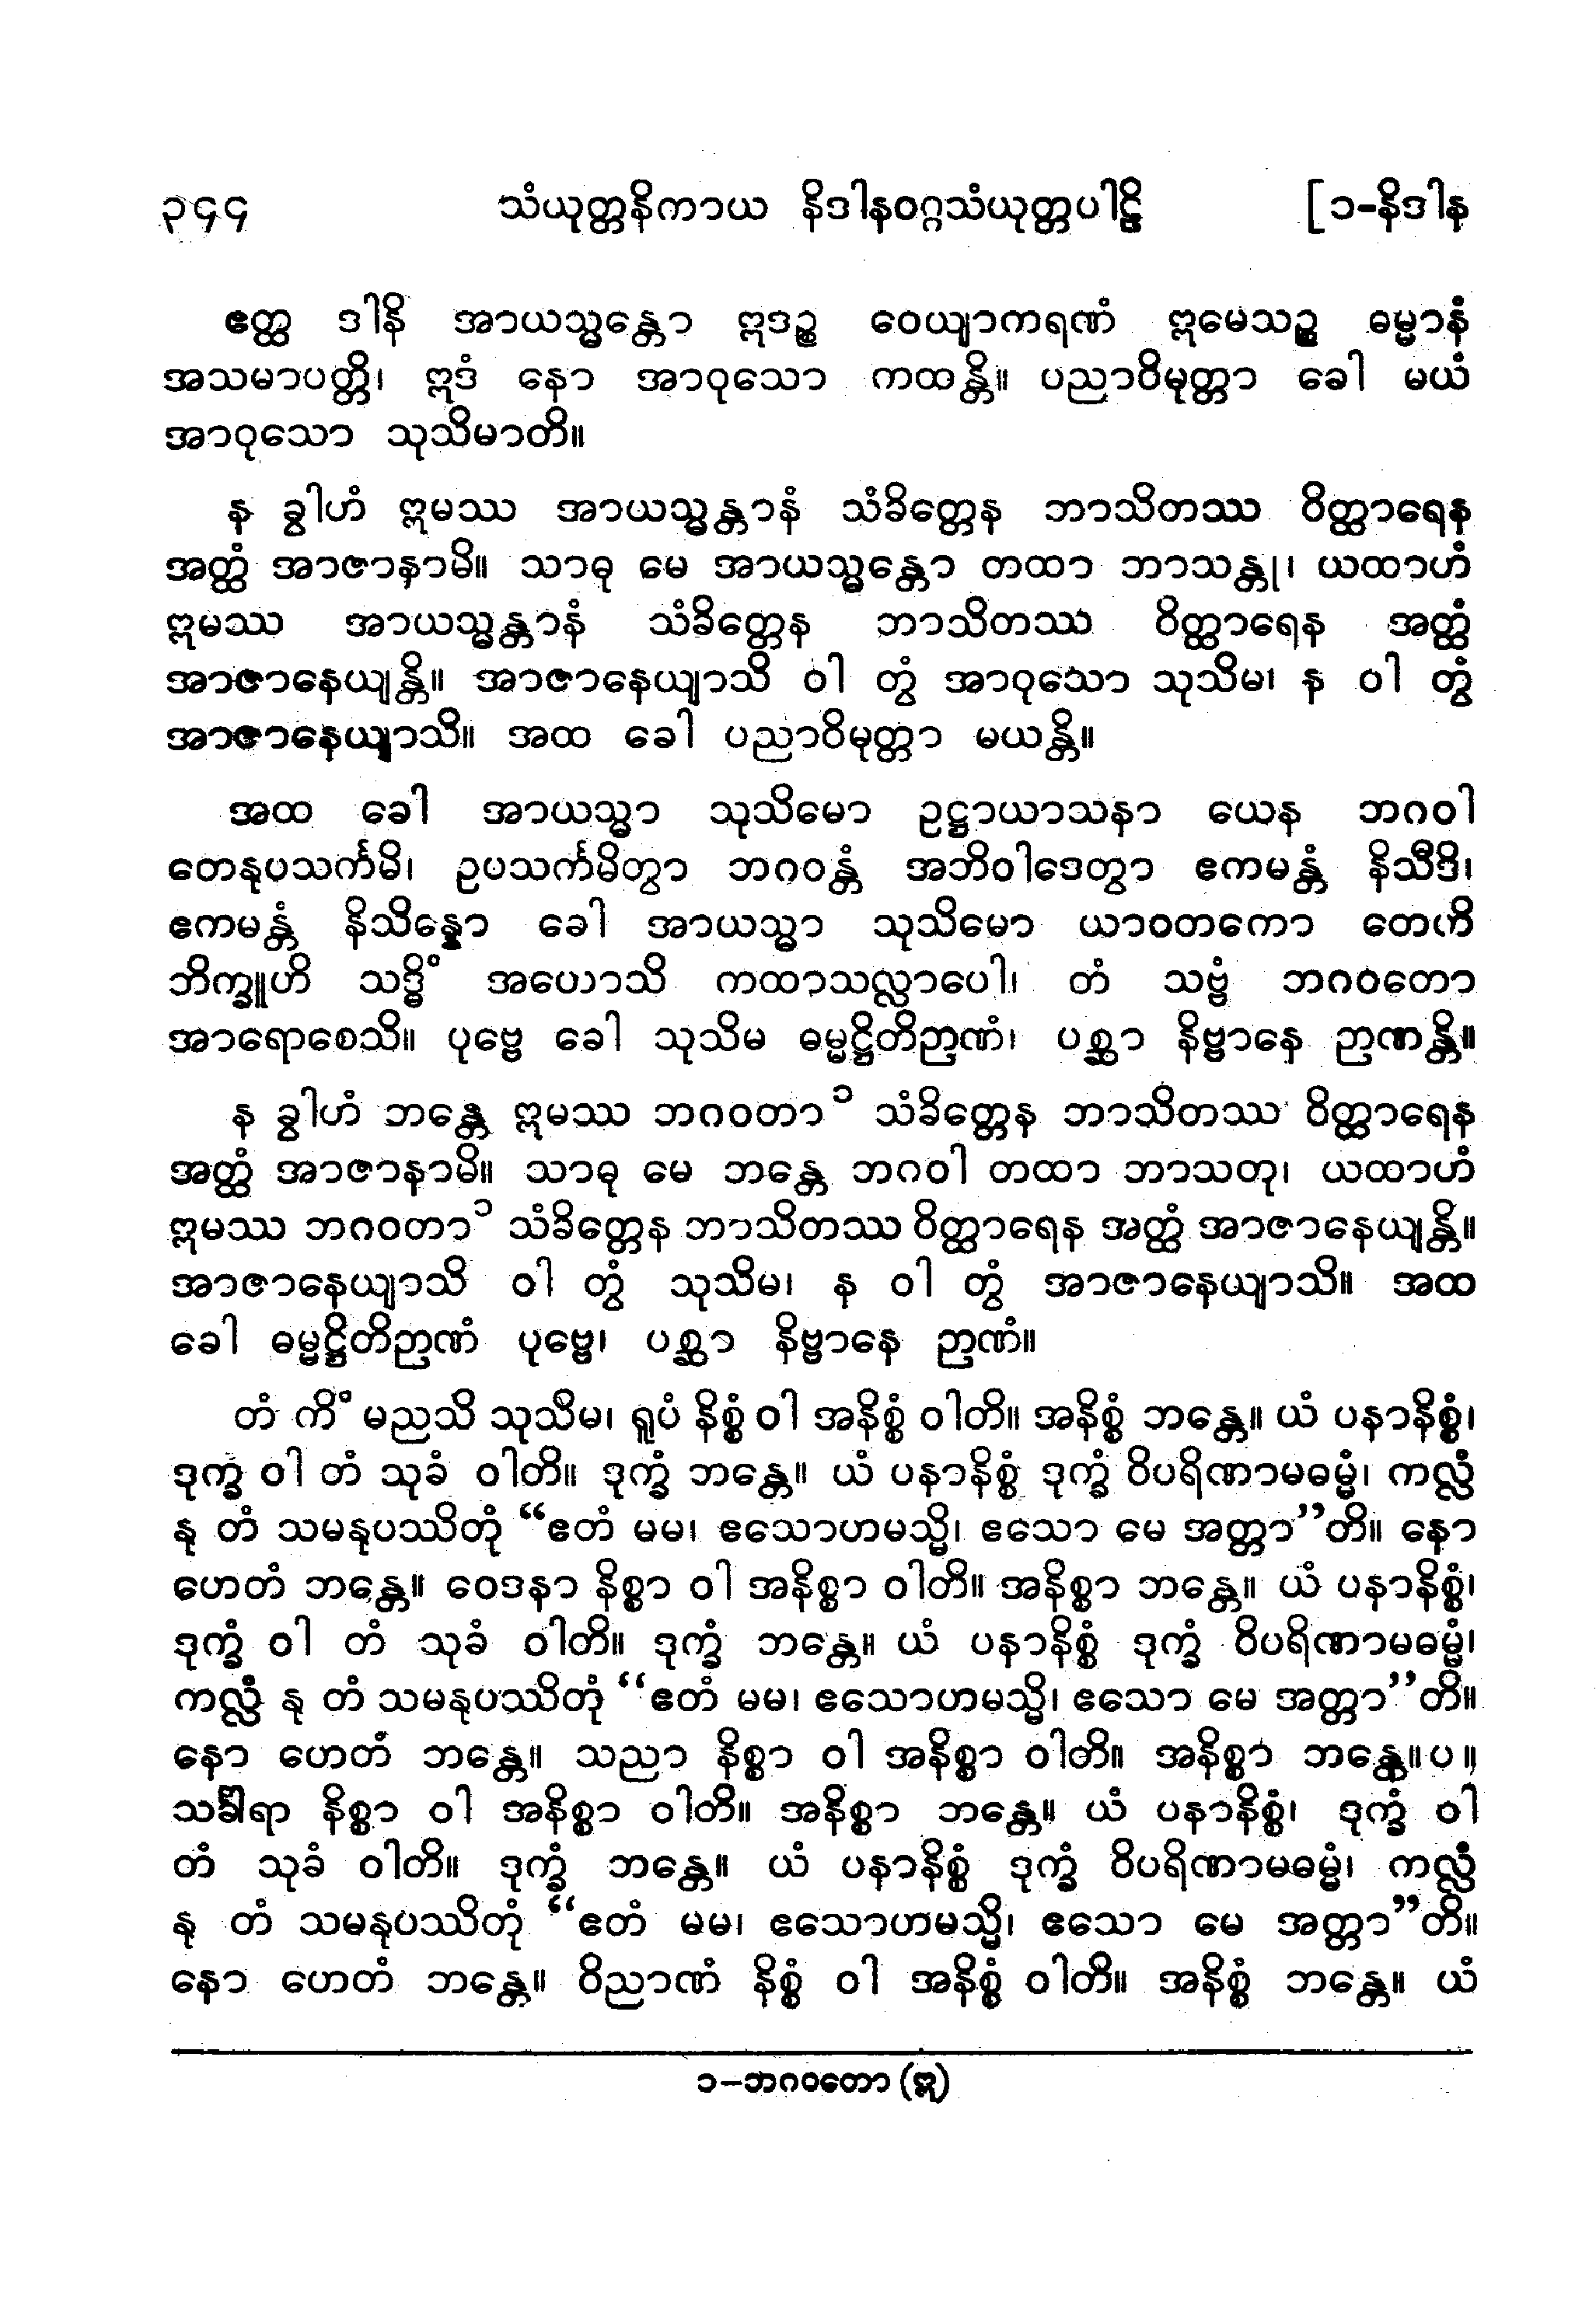 ၃၄၄ သံယုတ္တနိကာယ နိဒါနဝဂ္ဂသံယုတ္တပါဠိ [၁-နိဒါန
ဧတ္ထ ဒါနိ အာယသ္မန္တော ဣဒဉ္စ ဝေယျာကရဏံ ဣမေသဉ္စ ဓမ္မာနံ
အသမာပတ္တိ၊ ဣဒံ နော အာဝုသော ကထန္တိ။ ပညာဝိမုတ္တာ ခေါ မယံ
အာဝုသော သုသိမာတိ။
န ခွါဟံ ဣမဿ အာယသ္မန္တာနံ သံခိတ္တေန ဘာသိတဿ ဝိတ္ထာရေန
အတ္ထံ အာဇာနာမိ။ သာဓု မေ အာယသ္မန္တော တထာ ဘာသန္တု၊ ယထာဟံ
ဣမဿ အာယသ္မန္တာနံ သံခိတ္တေန ဘာသိတဿ ဝိတ္ထာရေန အတ္ထံ
အာဇာနေယျန္တိ။ အာဇာနေယျာသိ ဝါ တွံ အာဝုသော သုသိမ၊ န ဝါ တွံ
အာဇာနေယျာသိ။ အထ ခေါ ပညာဝိမုတ္တာ မယန္တိ။
အထ ခေါ အာယသ္မာ သုသိမော ဥဋ္ဌာယာသနာ ယေန ဘဂဝါ
တေနုပသင်္ကမိ၊ ဥပသင်္ကမိတွာ ဘဂဝန္တံ အဘိဝါဒေတွာ ဧကမန္တံ နိသီဒိ၊
ဧကမန္တံ နိသိန္နော ခေါ အာယသ္မာ သုသိမော ယာဝတကော တေဟိ
ဘိက္ခူဟိ သဒ္ဓိံ အဟောသိ ကထာသလ္လာပေါ၊ တံ သဗ္ဗံ ဘဂဝတော
အာရောစေသိ။ ပုဗ္ဗေ ခေါ သုသိမ ဓမ္မဋ္ဌိတိဉာဏံ၊ ပစ္ဆာ နိဗ္ဗာနေ ဉာဏန္တိ။
န ခွါဟံ ဘန္တေ ဣမဿ ဘဂဝတာ ၁ သံခိတ္တေန ဘာသိတဿ ဝိတ္ထာရေန
အတ္ထံ အာဇာနာမိ။ သာဓု မေ ဘန္တေ ဘဂဝါ တထာ ဘာသတု၊ ယထာဟံ
ဣမဿ ဘဂဝတာ ၁ သံခိတ္တေန ဘာသိတဿ ဝိတ္ထာရေန အတ္ထံ အာဇာနေယျန္တိ။
အာဇာနေယျာသိ ဝါ တွံ သုသိမ၊ န ဝါ တွံ အာဇာနေယျာသိ။ အထ
ခေါ ဓမ္မဋ္ဌိတိဉာဏံ ပုဗ္ဗေ၊ ပစ္ဆာ နိဗ္ဗာနေ ဉာဏံ။
တံ ကိံ မညသိ သုသိမ၊ ရူပံ နိစ္စံ ဝါ အနိစ္စံ ဝါတိ။ အနိစ္စံ ဘန္တေ။ ယံ ပနာနိစ္စံ၊
ဒုက္ခံ ဝါ တံ သုခံ ဝါတိ။ ဒုက္ခံ ဘန္တေ။ ယံ ပနာနိစ္စံ ဒုက္ခံ ဝိပရိဏာမဓမ္မံ၊ ကလ္လံ
နု တံ သမနုပဿိတုံ “ဧတံ မမ၊ ဧသောဟမသ္မိ၊ ဧသော မေ အတ္တာ”တိ။ နော
ဟေတံ ဘန္တေ။ ဝေဒနာ နိစ္စာ ဝါ အနိစ္စာ ဝါတိ။ အနိစ္စာ ဘန္တေ။ ယံ ပနာနိစ္စံ၊
ဒုက္ခံ ဝါ တံ သုခံ ဝါတိ။ ဒုက္ခံ ဘန္တေ။ ယံ ပနာနိစ္စံ ဒုက္ခံ ဝိပရိဏာမဓမ္မံ၊
ကလ္လံ နု တံ သမနုပဿိတုံ “ဧတံ မမ၊ ဧသောဟမသ္မိ၊ ဧသော မေ အတ္တာ”တိ။
နော ဟေတံ ဘန္တေ။ သညာ နိစ္စာ ဝါ အနိစ္စာ ဝါတိ။ အနိစ္စာ ဘန္တေ။ပ။
သင်္ခါရာ နိစ္စာ ဝါ အနိစ္စာ ဝါတိ။ အနိစ္စာ ဘန္တေ။ ယံ ပနာနိစ္စံ၊ ဒုက္ခံ ဝါ
တံ သုခံ ဝါတိ။ ဒုက္ခံ ဘန္တေ။ ယံ ပနာနိစ္စံ ဒုက္ခံ ဝိပရိဏာမဓမ္မံ၊ ကလ္လံ
နု တံ သမနုပဿိတုံ “ဧတံ မမ၊ ဧသောဟမသ္မိ၊ ဧသော မေ အတ္တာ”တိ။
နော ဟေတံ ဘန္တေ။ ဝိညာဏံ နိစ္စံ ဝါ အနိစ္စံ ဝါတိ။ အနိစ္စံ ဘန္တေ။ ယံ
၁−ဘဂဝတော (ဣ)